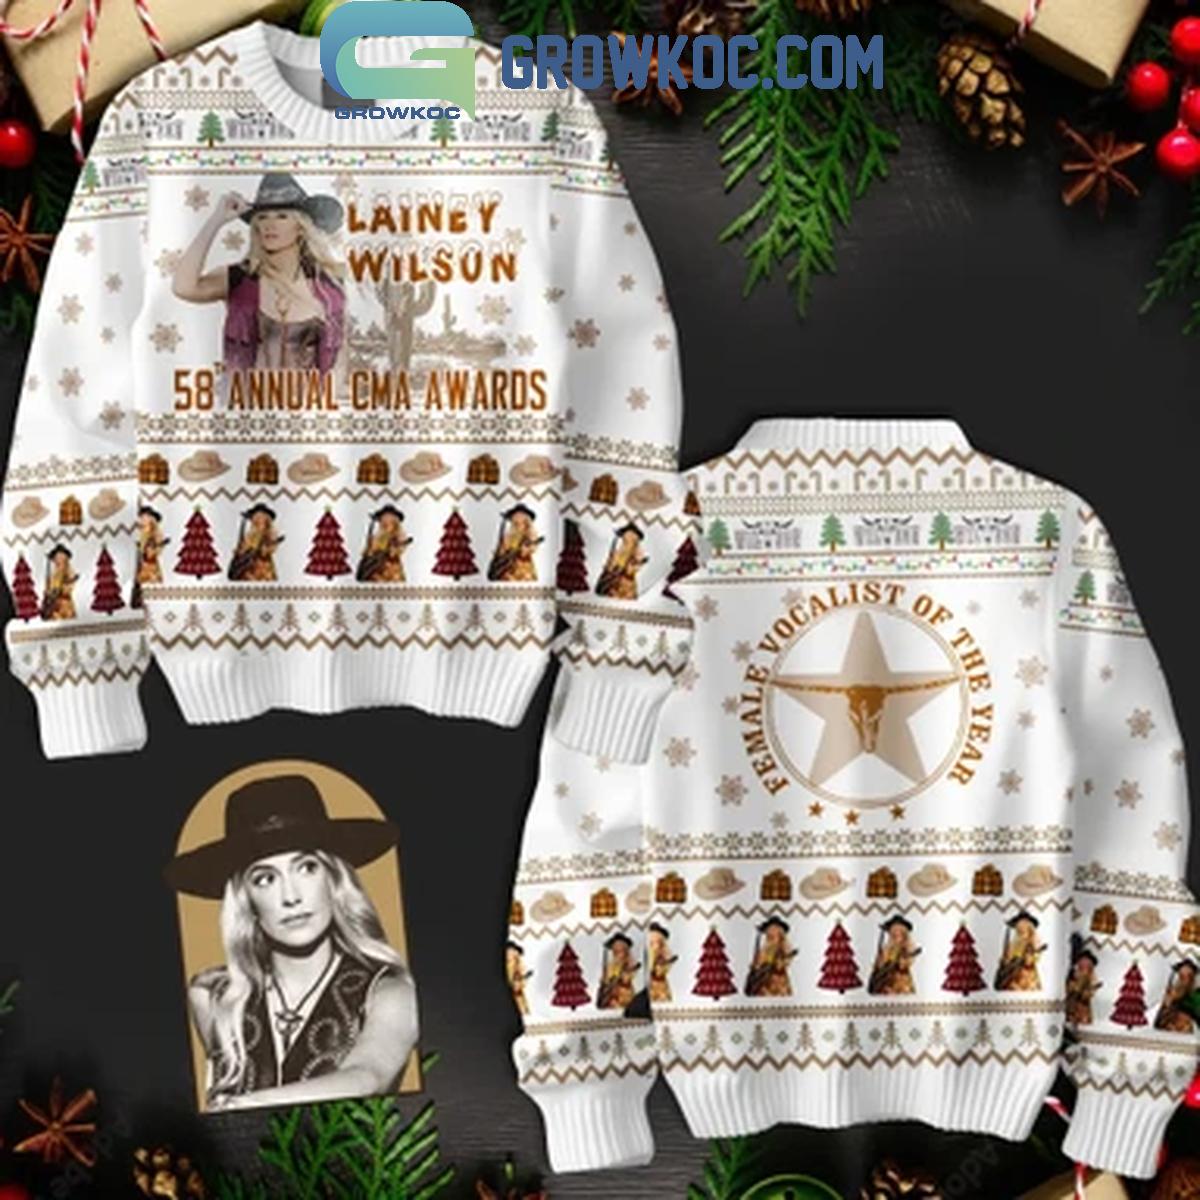 GROWKOC.COM
GROWKOC
LAINEY
WILSON
58TH ANNUAL CMA AWARDS
FEMALE VOCALIST OF THE YEAR